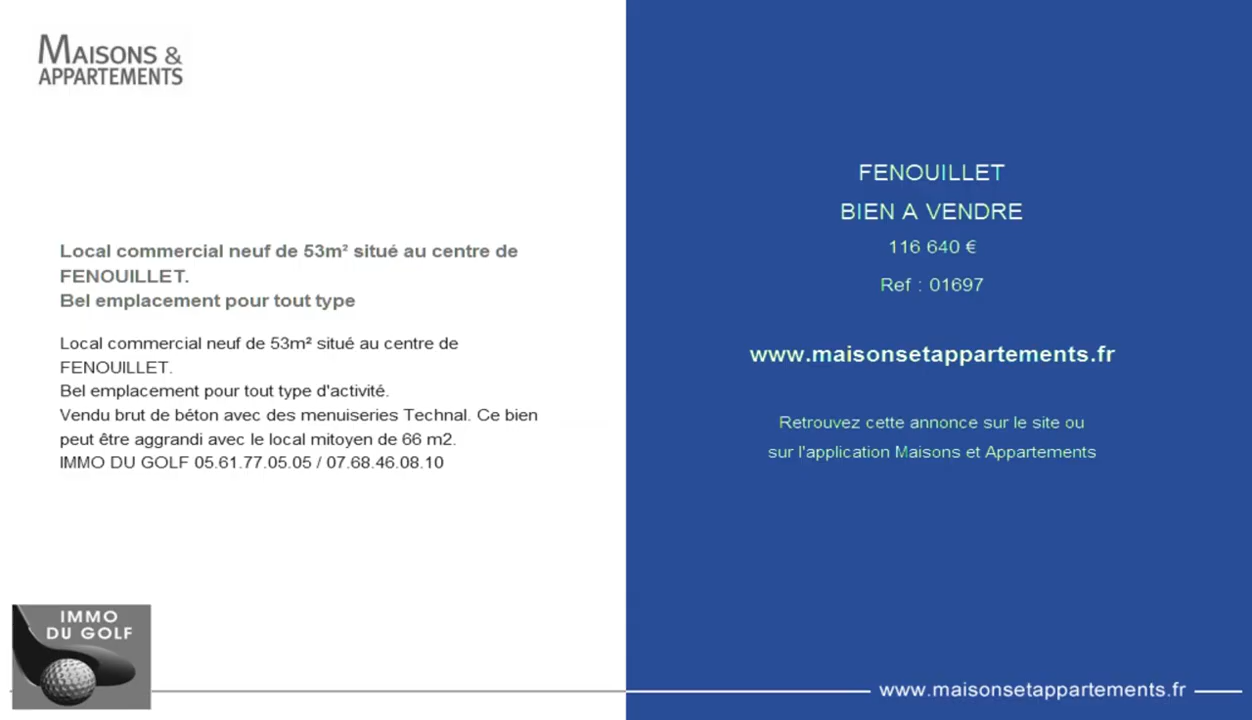 MAISONS &
APPARTEMENTS
Local commercial neuf de 53m² situé au centre de
FENOUILLET.
Bel emplacement pour tout type
Local commercial neuf de 53m² situé au centre de
FENOUILLET.
Bel emplacement pour tout type d'activité.
Vendu brut de béton avec des menuiseries Technal. Ce bien
peut être aggrandi avec le local mitoyen de 66 m2.
IMMO DU GOLF 05.61.77.05.05 / 07.68.46.08.10
IMMO
DU GOLF
FENOUILLET
BIEN A VENDRE
116 640 €
Ref : 01697
www.maisonsetappartements.fr
Retrouvez cette annonce sur le site ou
sur l'application Maisons et Appartements
www.maisonsetappartements.fr